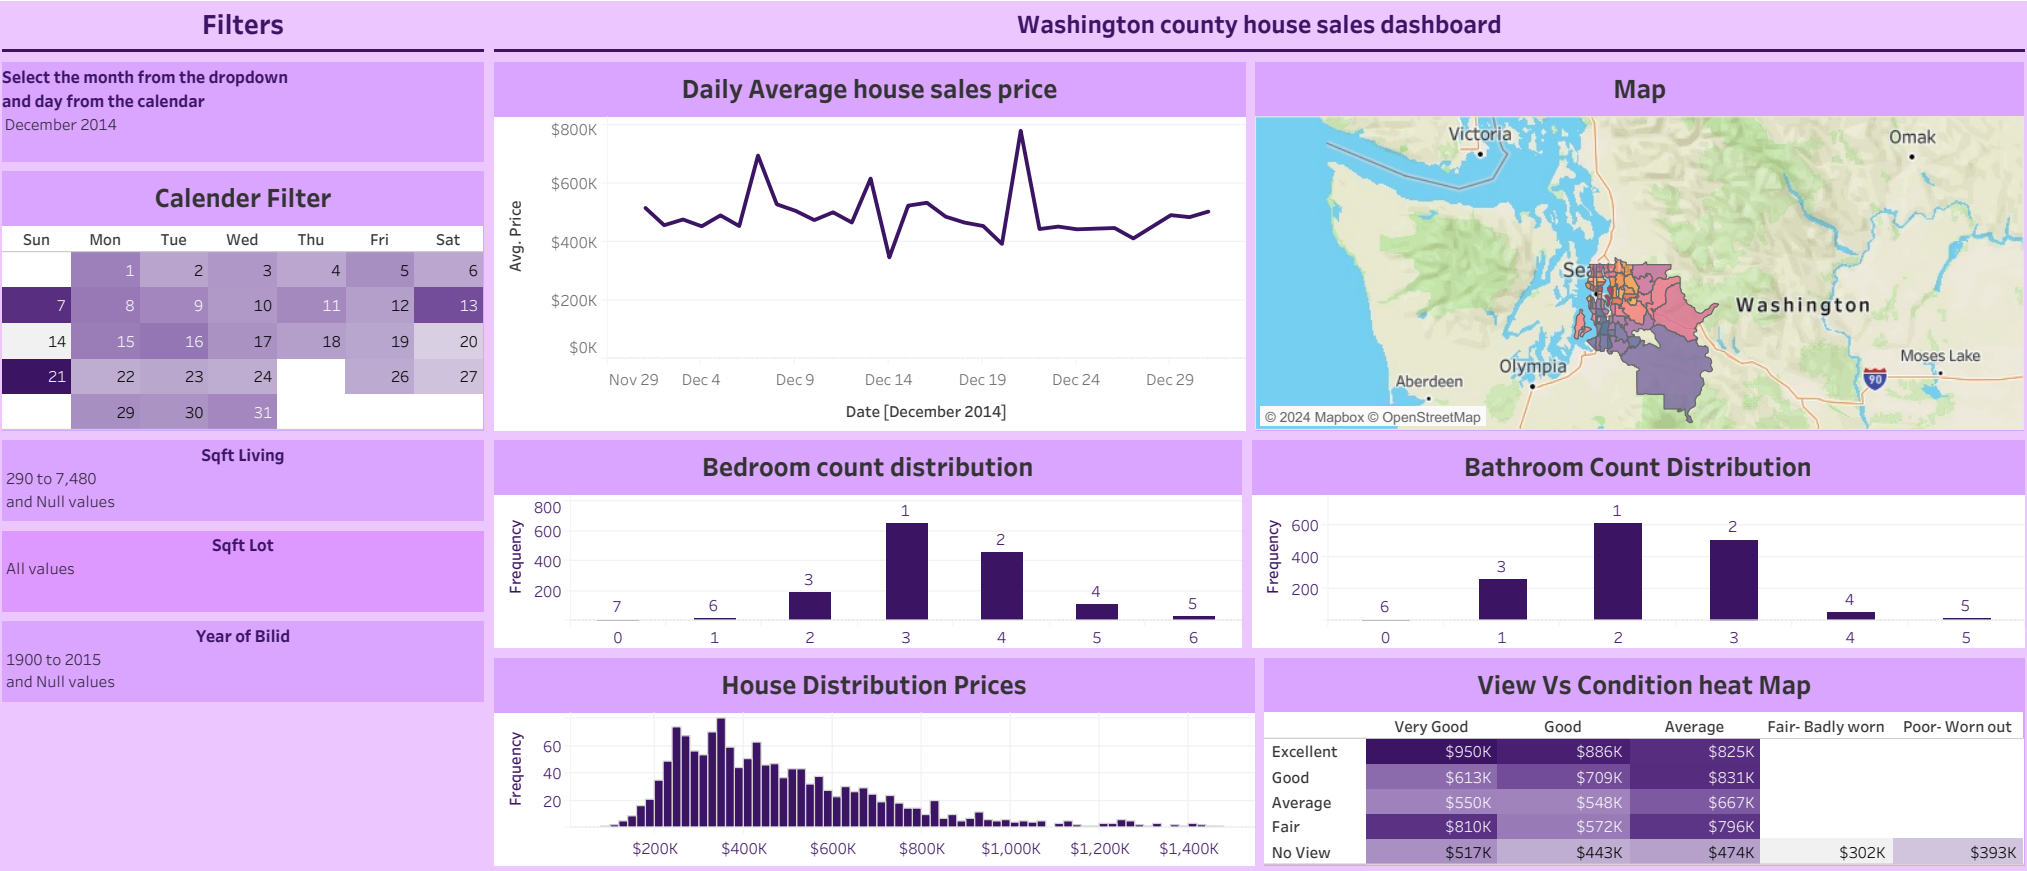 Filters
Select the month from the dropdown
and day from the calendar
December 2014
Calender Filter
Sun Mon Tue Wed Thu Fri Sat
1 2 3 4 5 6
7 8 9 10 11 12 13
14 15 16 17 18 19 20
21 22 23 24 26 27
29 30 31
Sqft Living
290 to 7,480
and Null values
Sqft Lot
All values
Year of Bilid
1900 to 2015
and Null values
Washington county house sales dashboard
Daily Average house sales price
Avg. Price
$800K
$600K
$400K
$200K
$0K
Nov 29 Dec 4 Dec 9 Dec 14 Dec 19 Dec 24 Dec 29
Date [December 2014]
Map
Victoria
Omak
Sea
Washington
Olympia
Moses Lake
90
Aberdeen
© 2024 Mapbox © OpenStreetMap
Bedroom count distribution
Frequency
800
600
400
200
7 6 3 1 2 4 5
0 1 2 3 4 5 6
Bathroom Count Distribution
Frequency
600
400
200
6 3 1 2 4 5
0 1 2 3 4 5
House Distribution Prices
Frequency
60
40
20
$200K $400K $600K $800K $1,000K $1,200K $1,400K
View Vs Condition heat Map
Very Good Good Average Fair- Badly worn Poor- Worn out
Excellent $950K $886K $825K
Good $613K $709K $831K
Average $550K $548K $667K
Fair $810K $572K $796K
No View $517K $443K $474K $302K $393K